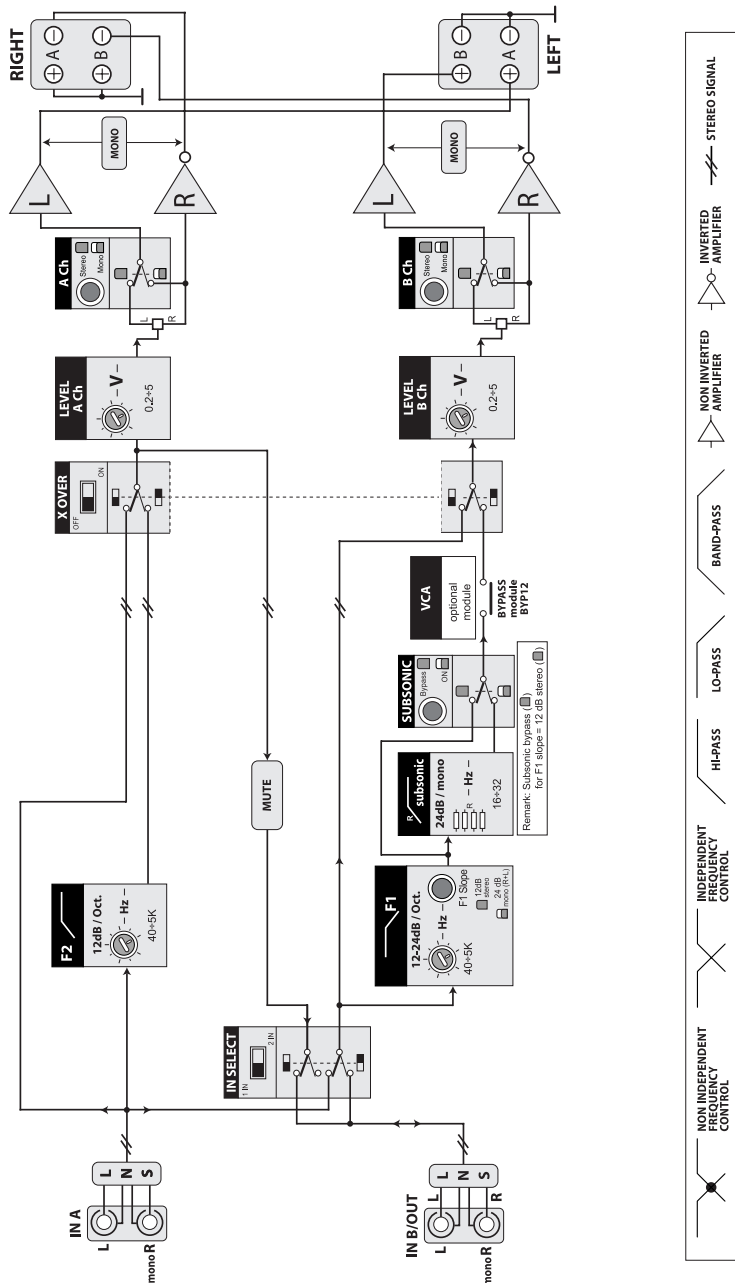 IN A
L
mono R
L
N
S
IN B/OUT
L
mono R
L
R
L
N
S
IN SELECT
1 IN
2 IN
F2
12dB / Oct.
– Hz –
40÷5K
MUTE
F1
12-24dB / Oct.
– Hz –
40÷5K
F1 Slope
12dB
stereo
24 dB
mono (R+L)
R
subsonic
24dB / mono
R
– Hz –
16÷32
SUBSONIC
Bypass
ON
Remark: Subsonic bypass ( )
for F1 slope = 12 dB stereo ( )
VCA
optional
module
BYPASS
module
BYP12
X OVER
OFF
ON
LEVEL
A Ch
– V –
0.2÷5
LEVEL
B Ch
– V –
0.2÷5
L
R
A Ch
Stereo
Mono
L
R
B Ch
Stereo
Mono
L
R
MONO
L
R
MONO
RIGHT
A
B
LEFT
B
A
NON INDEPENDENT
FREQUENCY
CONTROL
INDEPENDENT
FREQUENCY
CONTROL
HI-PASS
LO-PASS
BAND-PASS
NON INVERTED
AMPLIFIER
INVERTED
AMPLIFIER
STEREO SIGNAL